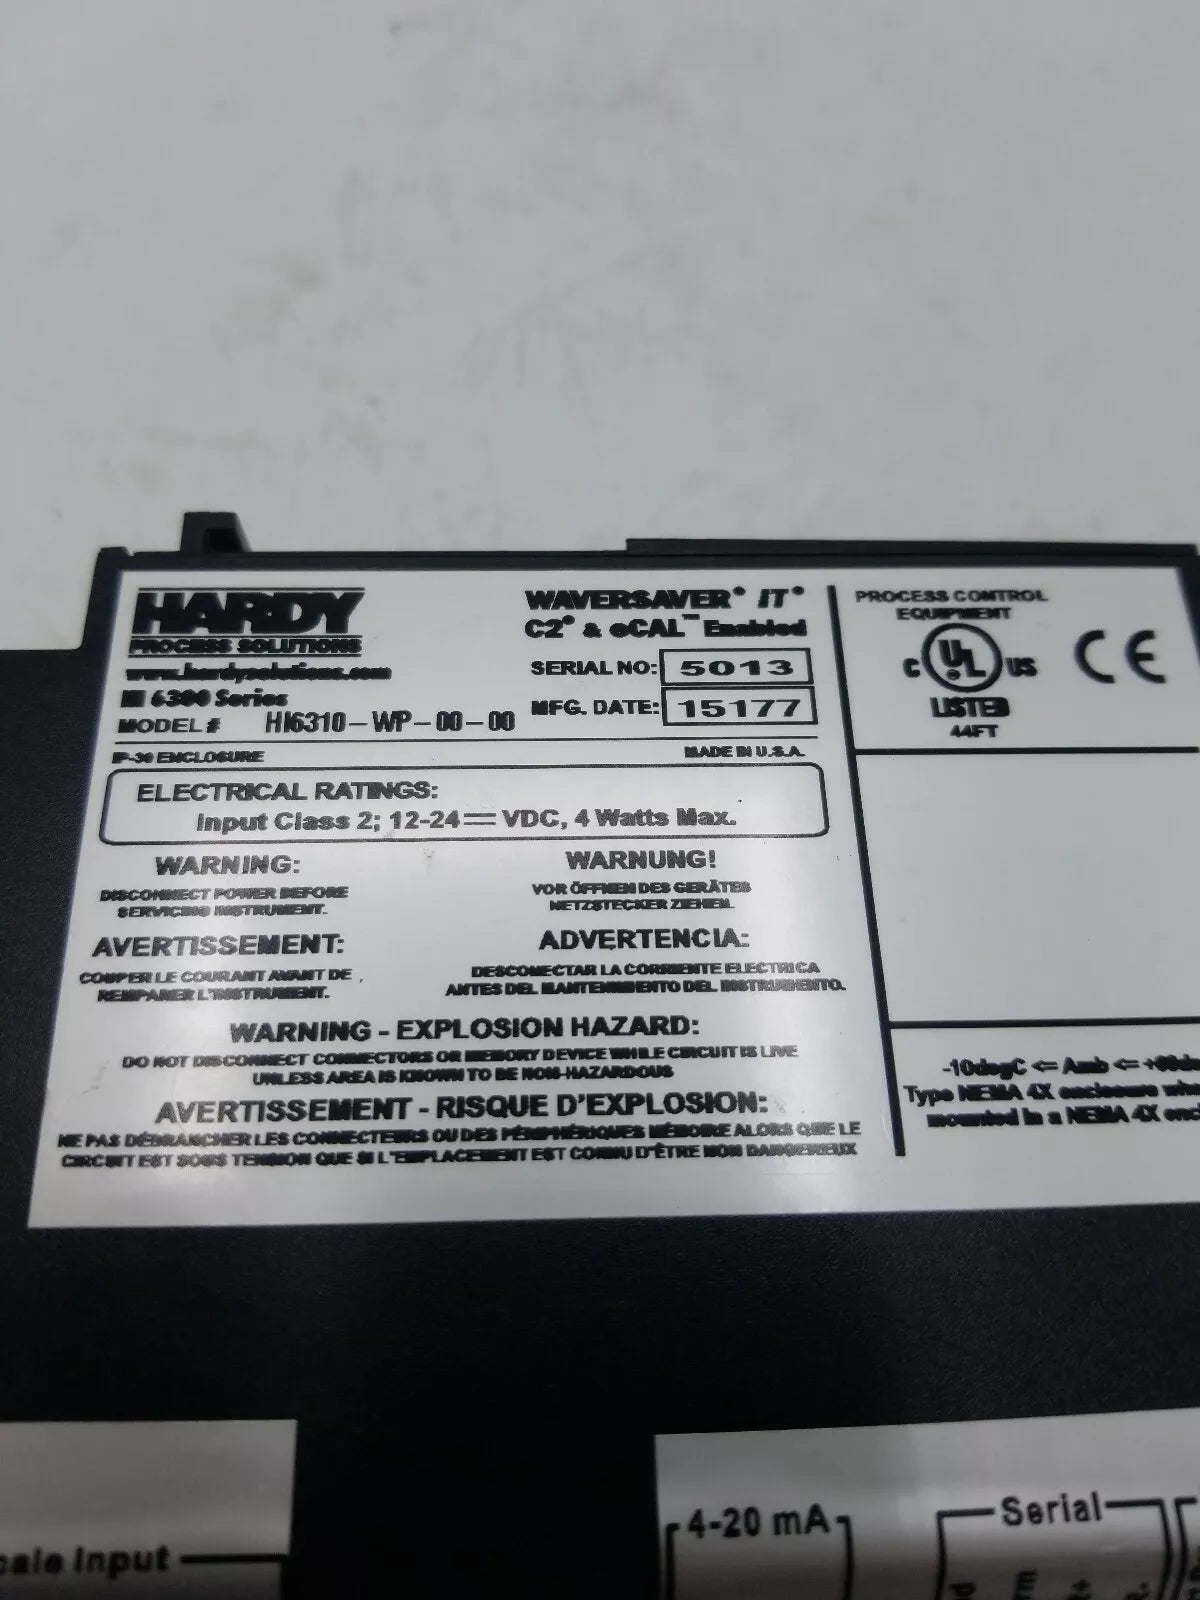 HARDY
PROCESS SOLUTIONS
www.hardysolutions.com
HI 6300 Series
MODEL # HI6310-WP-00-00
WAVERSAVER® IT®
C2® & eCAL™ Enabled
SERIAL NO: 5013
MFG. DATE: 15177
IP-30 ENCLOSURE
MADE IN U.S.A.
ELECTRICAL RATINGS:
Input Class 2; 12-24⎓VDC, 4 Watts Max.
WARNING:
DISCONNECT POWER BEFORE
SERVICING INSTRUMENT.
WARNUNG!
VOR ÖFFNEN DES GERÄTES
NETZSTECKER ZIEHEN.
AVERTISSEMENT:
COUPER LE COURANT AVANT DE
REMPARER L'INSTRUMENT.
ADVERTENCIA:
DESCONECTAR LA CORRIENTE ELECTRICA
ANTES DEL MANTENIMIENTO DEL INSTRUMENTO.
WARNING - EXPLOSION HAZARD:
DO NOT DISCONNECT CONNECTORS OR MEMORY DEVICE WHILE CIRCUIT IS LIVE
UNLESS AREA IS KNOWN TO BE NON-HAZARDOUS
AVERTISSEMENT - RISQUE D'EXPLOSION:
NE PAS DÉBRANCHER LES CONNECTEURS OU DES PÉRIPHÉRIQUES MÉMOIRE ALORS QUE LE
CIRCUIT EST SOUS TENSION QUE SI L'EMPLACEMENT EST CONNU D'ÊTRE NON DANGEREUX
PROCESS CONTROL
EQUIPMENT
C UL US CE
LISTED
44FT
-10degC <= Amb <=
Type NEMA 4X enclosure
mounted in a NEMA 4X
Input
4-20 mA
Serial